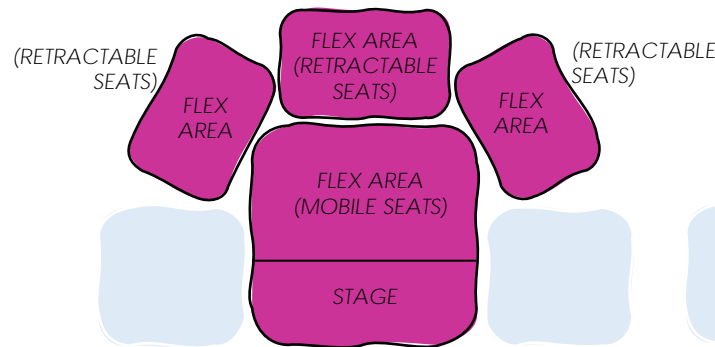 FLEX AREA
(RETRACTABLE
SEATS)
(RETRACTABLE
SEATS)
FLEX
AREA
(RETRACTABLE
SEATS)
FLEX
AREA
FLEX AREA
(MOBILE SEATS)
STAGE